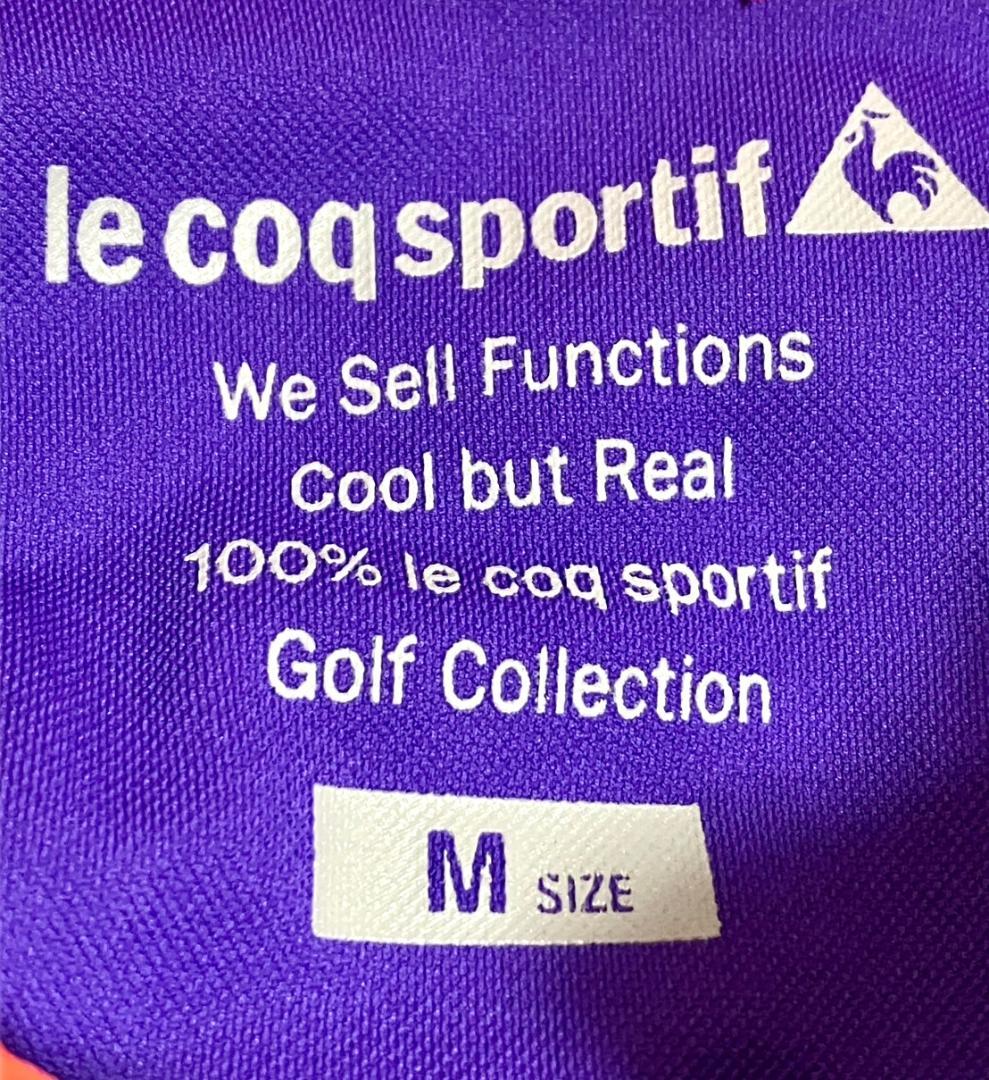 le coq sportif
We Sell Functions
Cool but Real
100% le coq sportif
Golf Collection
M SIZE